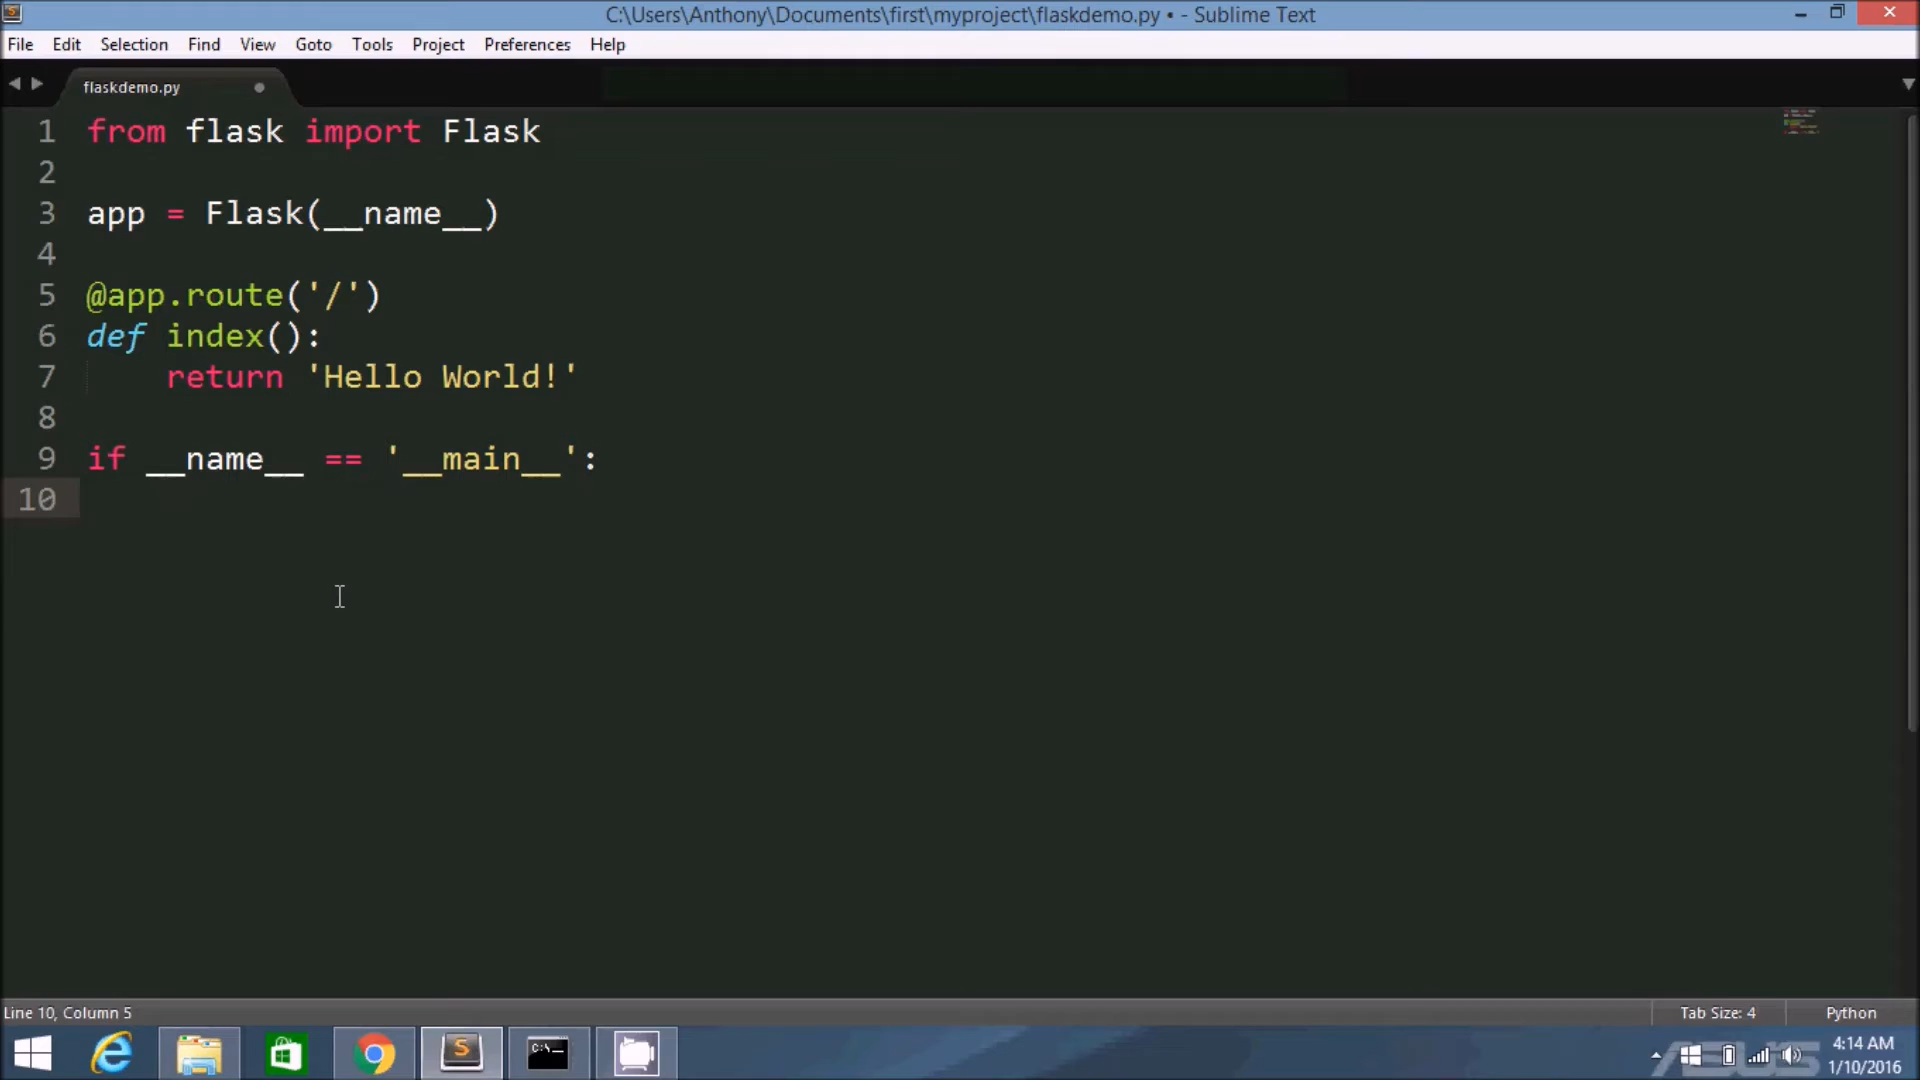 C:\Users\Anthony\Documents\first\myproject\flaskdemo.py • - Sublime Text
File Edit Selection Find View Goto Tools Project Preferences Help
flaskdemo.py
1 from flask import Flask
2
3 app = Flask(__name__)
4
5 @app.route('/')
6 def index():
7 return 'Hello World!'
8
9 if __name__ == '__main__':
10
Line 10, Column 5
Tab Size: 4
Python
C:\_
ASUS
4:14 AM
1/10/2016